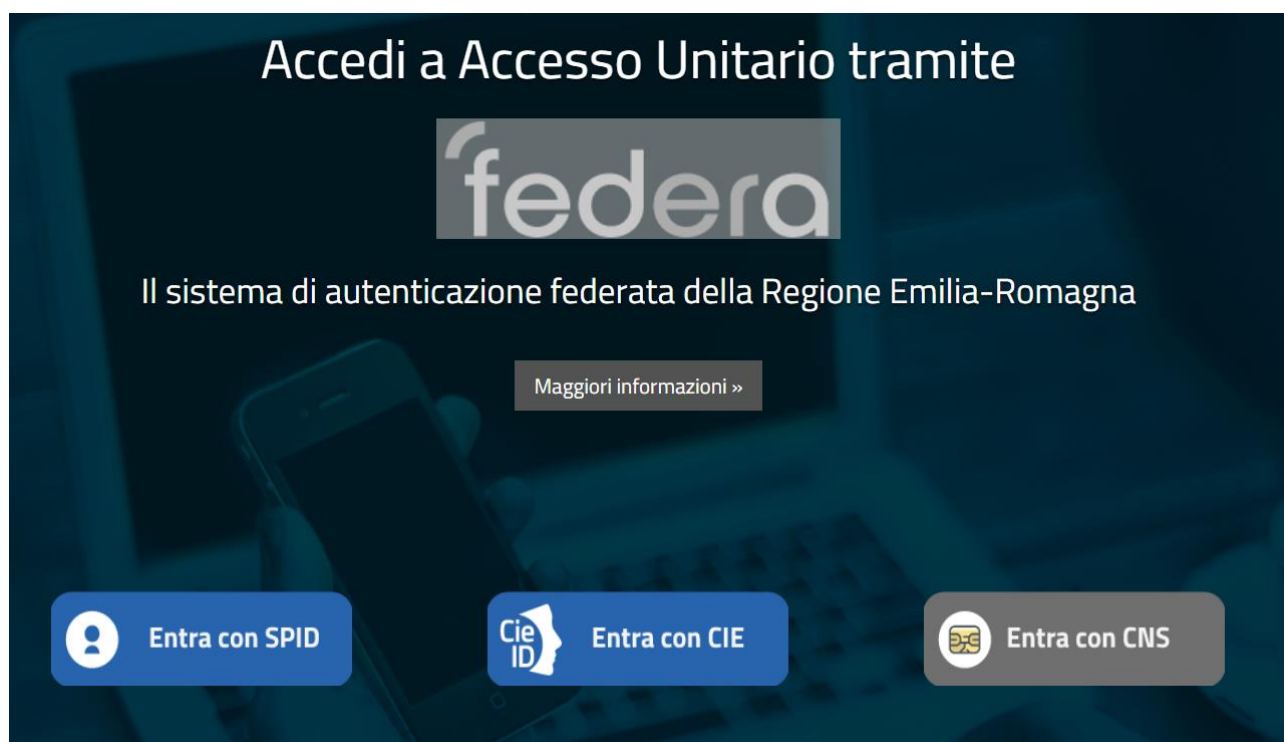 Accedi a Accesso Unitario tramite
federa
Il sistema di autenticazione federata della Regione Emilia-Romagna
Maggiori informazioni »
Entra con SPID
Cie
ID
Entra con CIE
Entra con CNS